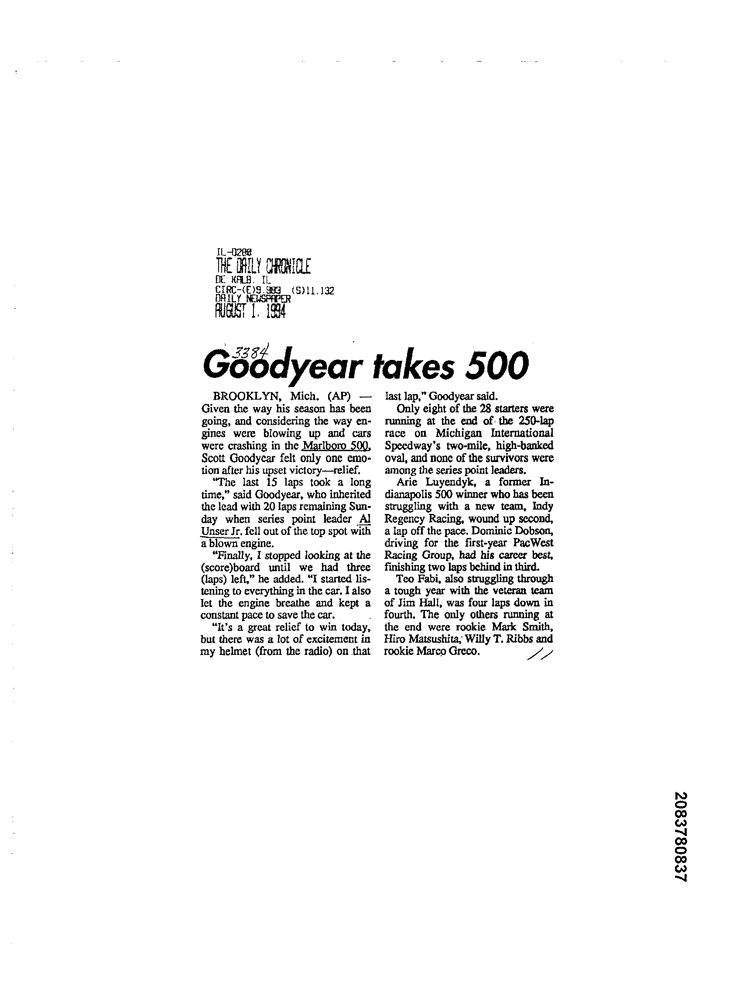 IL-0280
THE DAILY CHRONICLE
DE KALB, IL
CIRC-(E)9,983 (S)11,132
DAILY NEWSPAPER
AUGUST 1, 1994
3384
Goodyear takes 500
BROOKLYN, Mich. (AP) —
Given the way his season has been
going, and considering the way en-
gines were blowing up and cars
were crashing in the Marlboro 500,
Scott Goodyear felt only one emo-
tion after his upset victory—relief.
"The last 15 laps took a long
time," said Goodyear, who inherited
the lead with 20 laps remaining Sun-
day when series point leader Al
Unser Jr. fell out of the top spot with
a blown engine.
"Finally, I stopped looking at the
(score)board until we had three
(laps) left," he added. "I started lis-
tening to everything in the car. I also
let the engine breathe and kept a
constant pace to save the car.
"It's a great relief to win today,
but there was a lot of excitement in
my helmet (from the radio) on that
last lap," Goodyear said.
Only eight of the 28 starters were
running at the end of the 250-lap
race on Michigan International
Speedway's two-mile, high-banked
oval, and none of the survivors were
among the series point leaders.
Arie Luyendyk, a former In-
dianapolis 500 winner who has been
struggling with a new team, Indy
Regency Racing, wound up second,
a lap off the pace. Dominic Dobson,
driving for the first-year PacWest
Racing Group, had his career best,
finishing two laps behind in third.
Teo Fabi, also struggling through
a tough year with the veteran team
of Jim Hall, was four laps down in
fourth. The only others running at
the end were rookie Mark Smith,
Hiro Matsushita, Willy T. Ribbs and
rookie Marco Greco.
2083780837